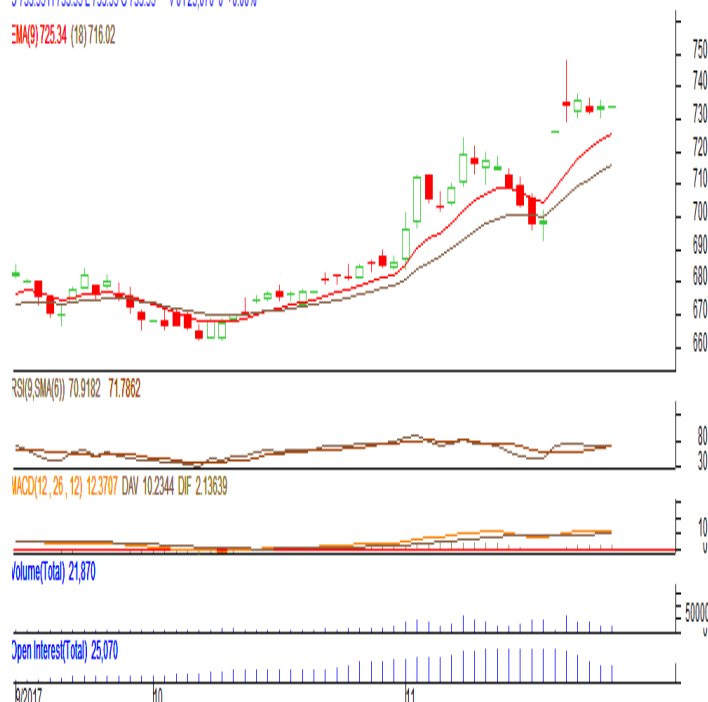 EMA(9) 725.34 (18) 716.02
750
740
730
720
710
700
690
680
670
660
RSI(9,SMA(6)) 70.9182 71.7862
80
30
MACD(12, 26, 12) 12.3707 DAV 10.2344 DIF 2.13639
10
0
Volume(Total) 21,870
50000
0
Open Interest(Total) 25,070
9/2017 10 11